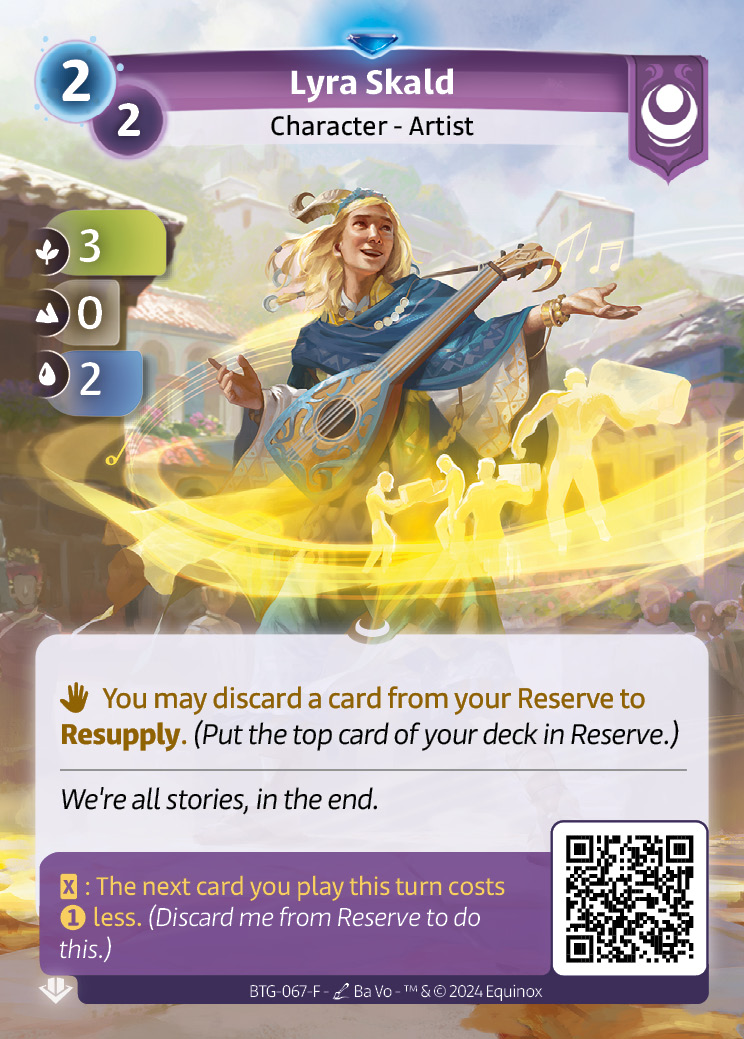 2
Lyra Skald
2
Character - Artist
3
0
2
You may discard a card from your Reserve to
Resupply. (Put the top card of your deck in Reserve.)
We're all stories, in the end.
X : The next card you play this turn costs
1 less. (Discard me from Reserve to do
this.)
BTG-067-F - Ba Vo - ™ & © 2024 Equinox